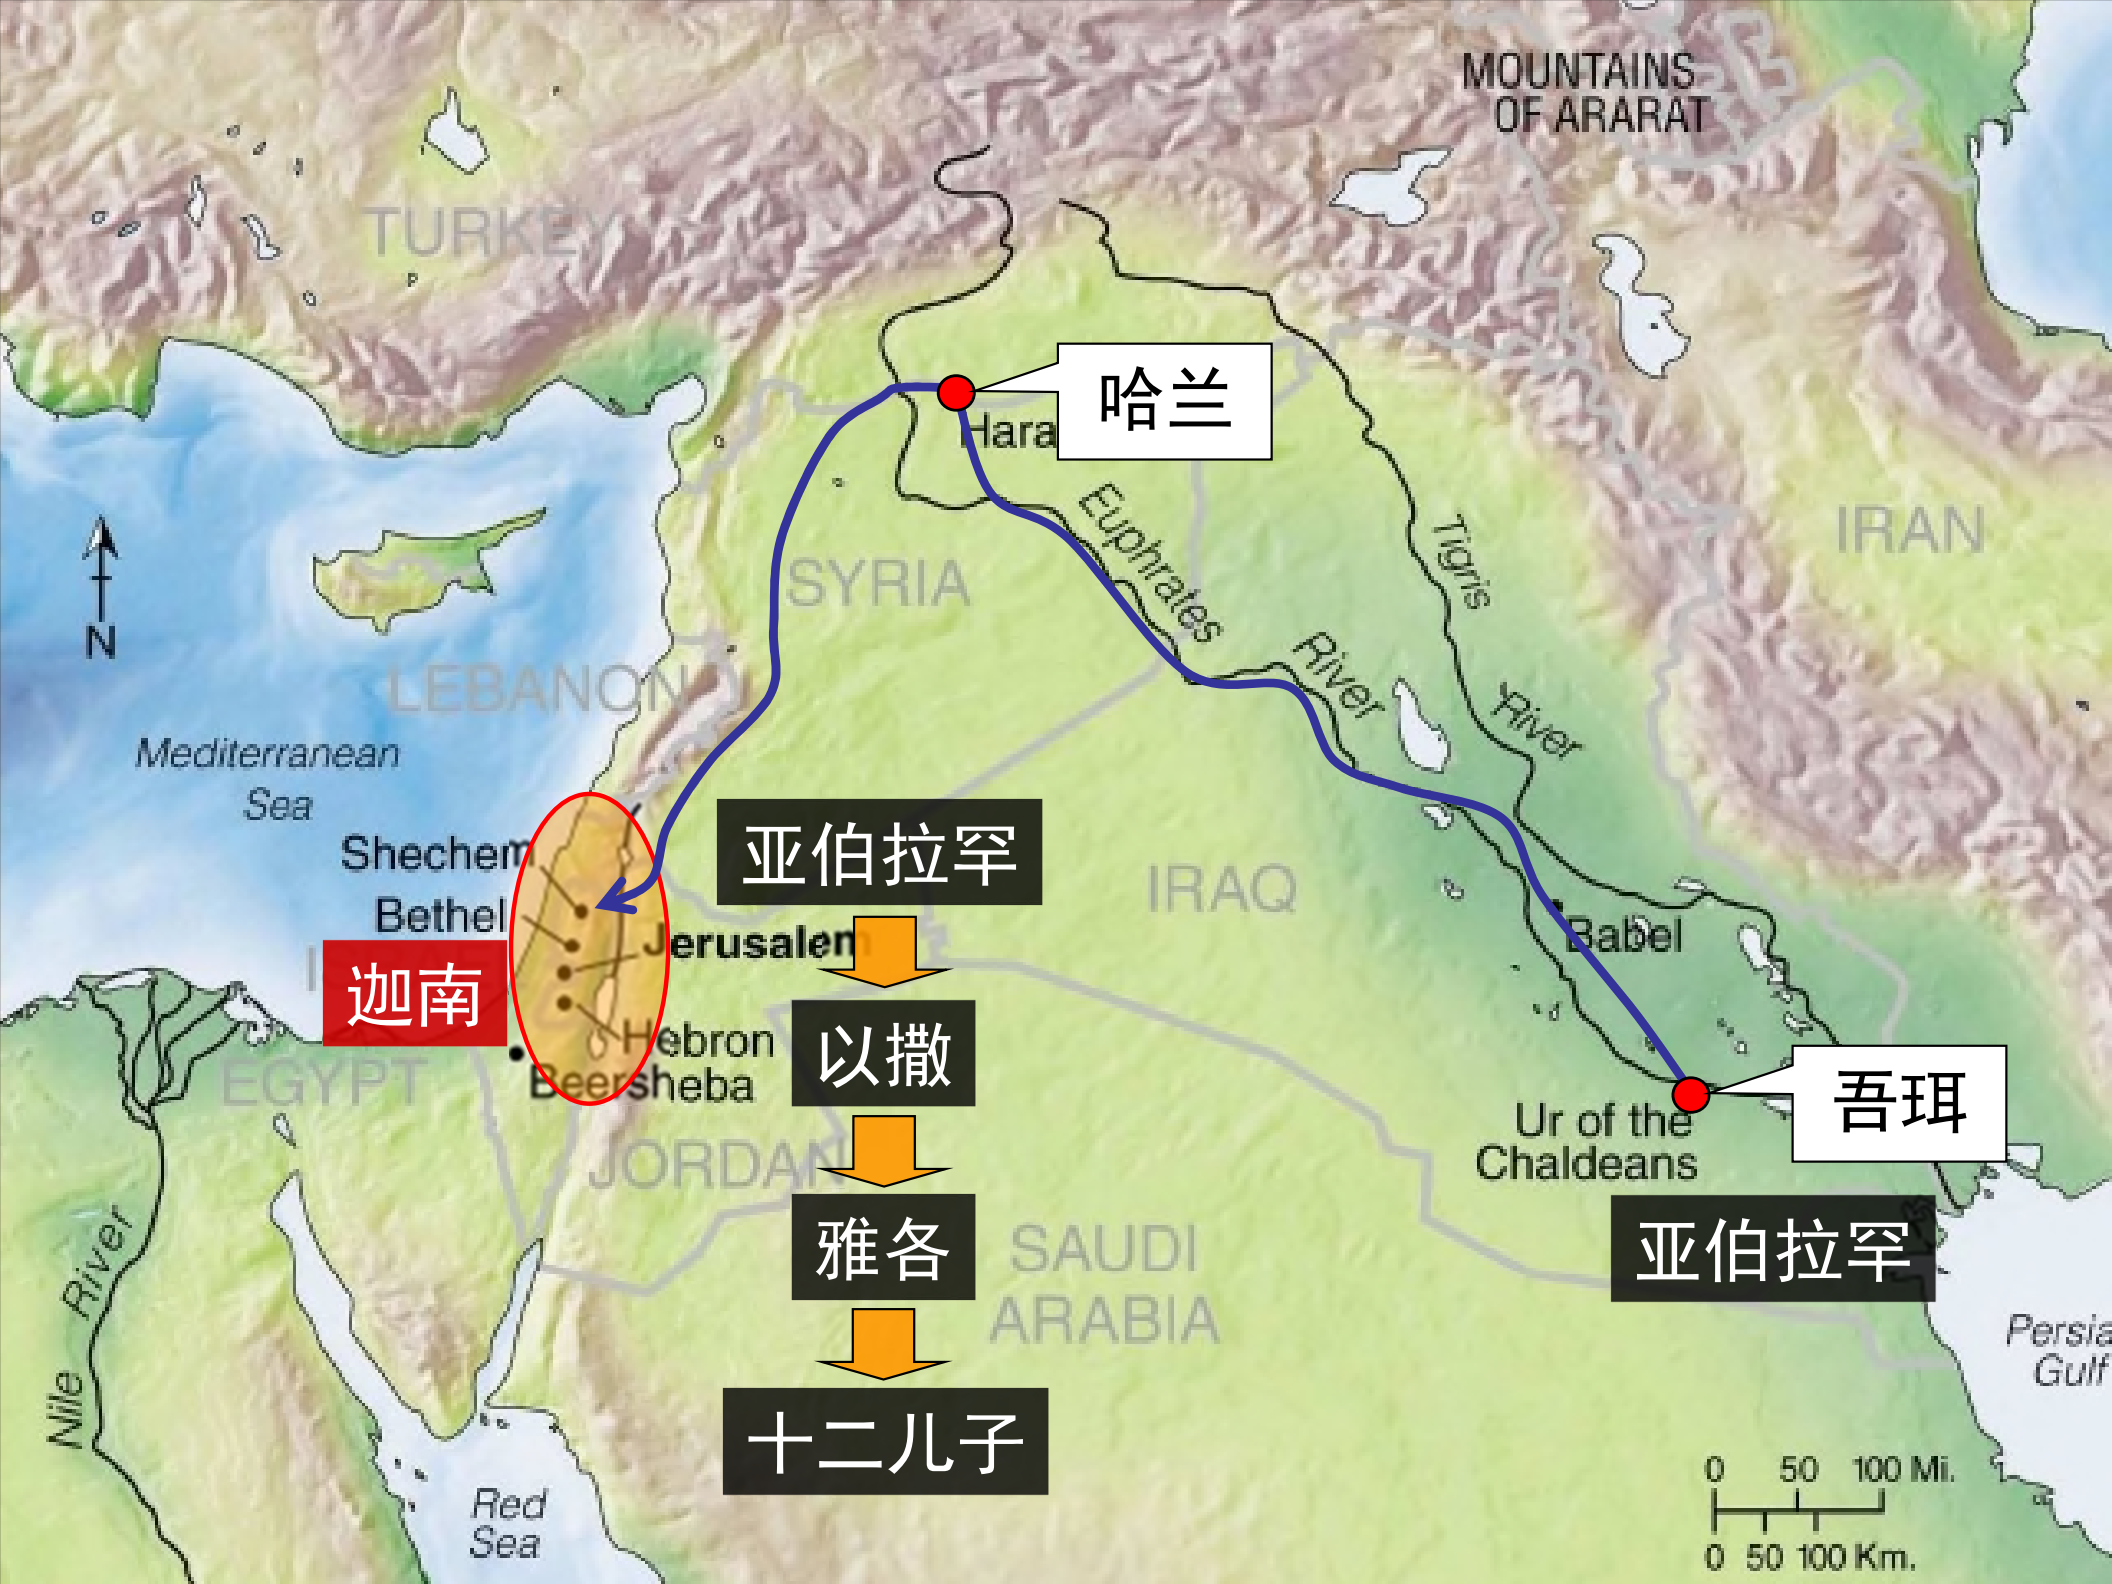 MOUNTAINS
OF ARARAT
TURKEY
哈兰
Hara
Euphrates
River
Tigris
River
IRAN
SYRIA
N
LEBANON
Mediterranean
Sea
Shechem
亚伯拉罕
IRAQ
Bethel
Jerusalem
Babel
迦南
以撒
Hebron
Beersheba
EGYPT
吾珥
Ur of the
Chaldeans
JORDAN
雅各
SAUDI
ARABIA
亚伯拉罕
Nile
River
Persia
Gulf
十二儿子
Red
Sea
0 50 100 Mi.
0 50 100 Km.